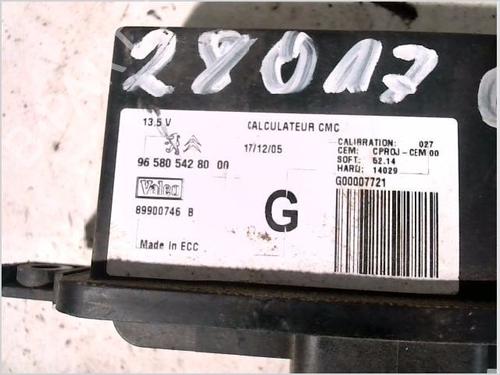 28017
13.5 V
CALCULATEUR CMC
17/12/05
CALIBRATION: 027
CEM: CPROJ-CEM 00
SOFT: 62.14
HARD: 14029
G00007721
96 580 542 80 00
Valeo
89900746 B
G
Made in ECC